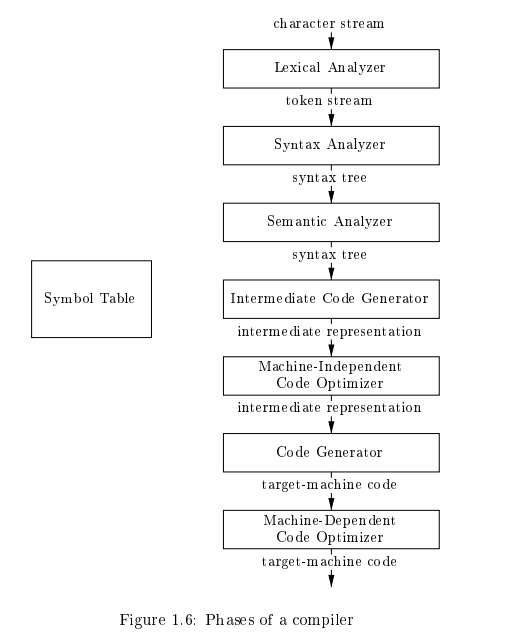 character stream
Lexical Analyzer
token stream
Syntax Analyzer
syntax tree
Semantic Analyzer
syntax tree
Symbol Table
Intermediate Code Generator
intermediate representation
Machine-Independent
Code Optimizer
intermediate representation
Code Generator
target-machine code
Machine-Dependent
Code Optimizer
target-machine code
Figure 1.6: Phases of a compiler